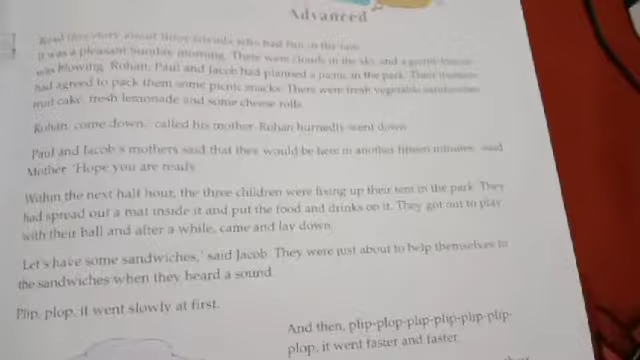 Advanced
Read this story about three friends who had fun in the rain.
It was a pleasant Sunday morning. There were clouds in the sky and a gentle breeze
was blowing. Rohan, Paul and Jacob had planned a picnic in the park. Their mothers
had agreed to pack them some picnic snacks. There were fresh vegetable sandwiches
fruit cake, fresh lemonade and some cheese rolls.
'Rohan, come down,' called his mother. Rohan hurriedly went down.
'Paul and Jacob's mothers said that they would be here in another fifteen minutes,' said
Mother. 'Hope you are ready.'
Within the next half hour, the three children were fixing up their tent in the park. They
had spread out a mat inside it and put the food and drinks on it. They got out to play
with their ball and after a while, came and lay down.
'Let's have some sandwiches,' said Jacob. They were just about to help themselves to
the sandwiches when they heard a sound.
Plip, plop, it went slowly at first.
And then, plip-plop-plip-plip-plip-plip-
plop, it went faster and faster.